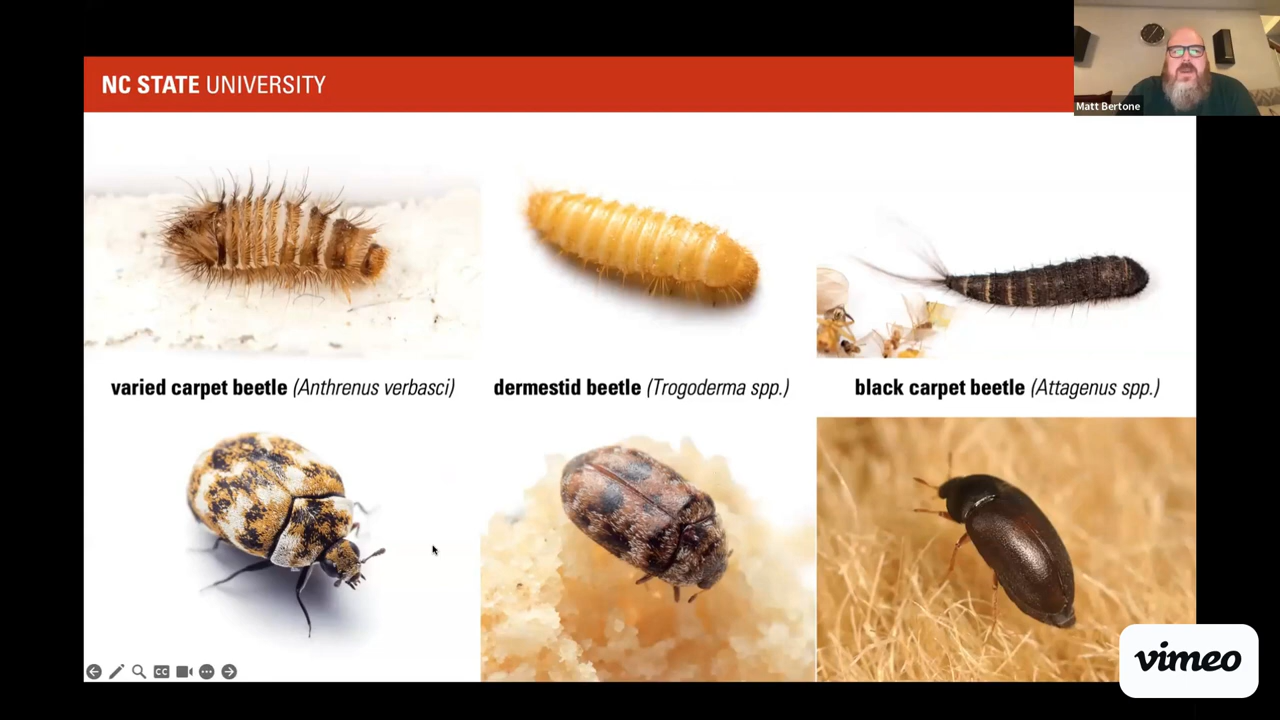 NC STATE UNIVERSITY
Matt Bertone
varied carpet beetle (Anthrenus verbasci)
dermestid beetle (Trogoderma spp.)
black carpet beetle (Attagenus spp.)
CC
vimeo